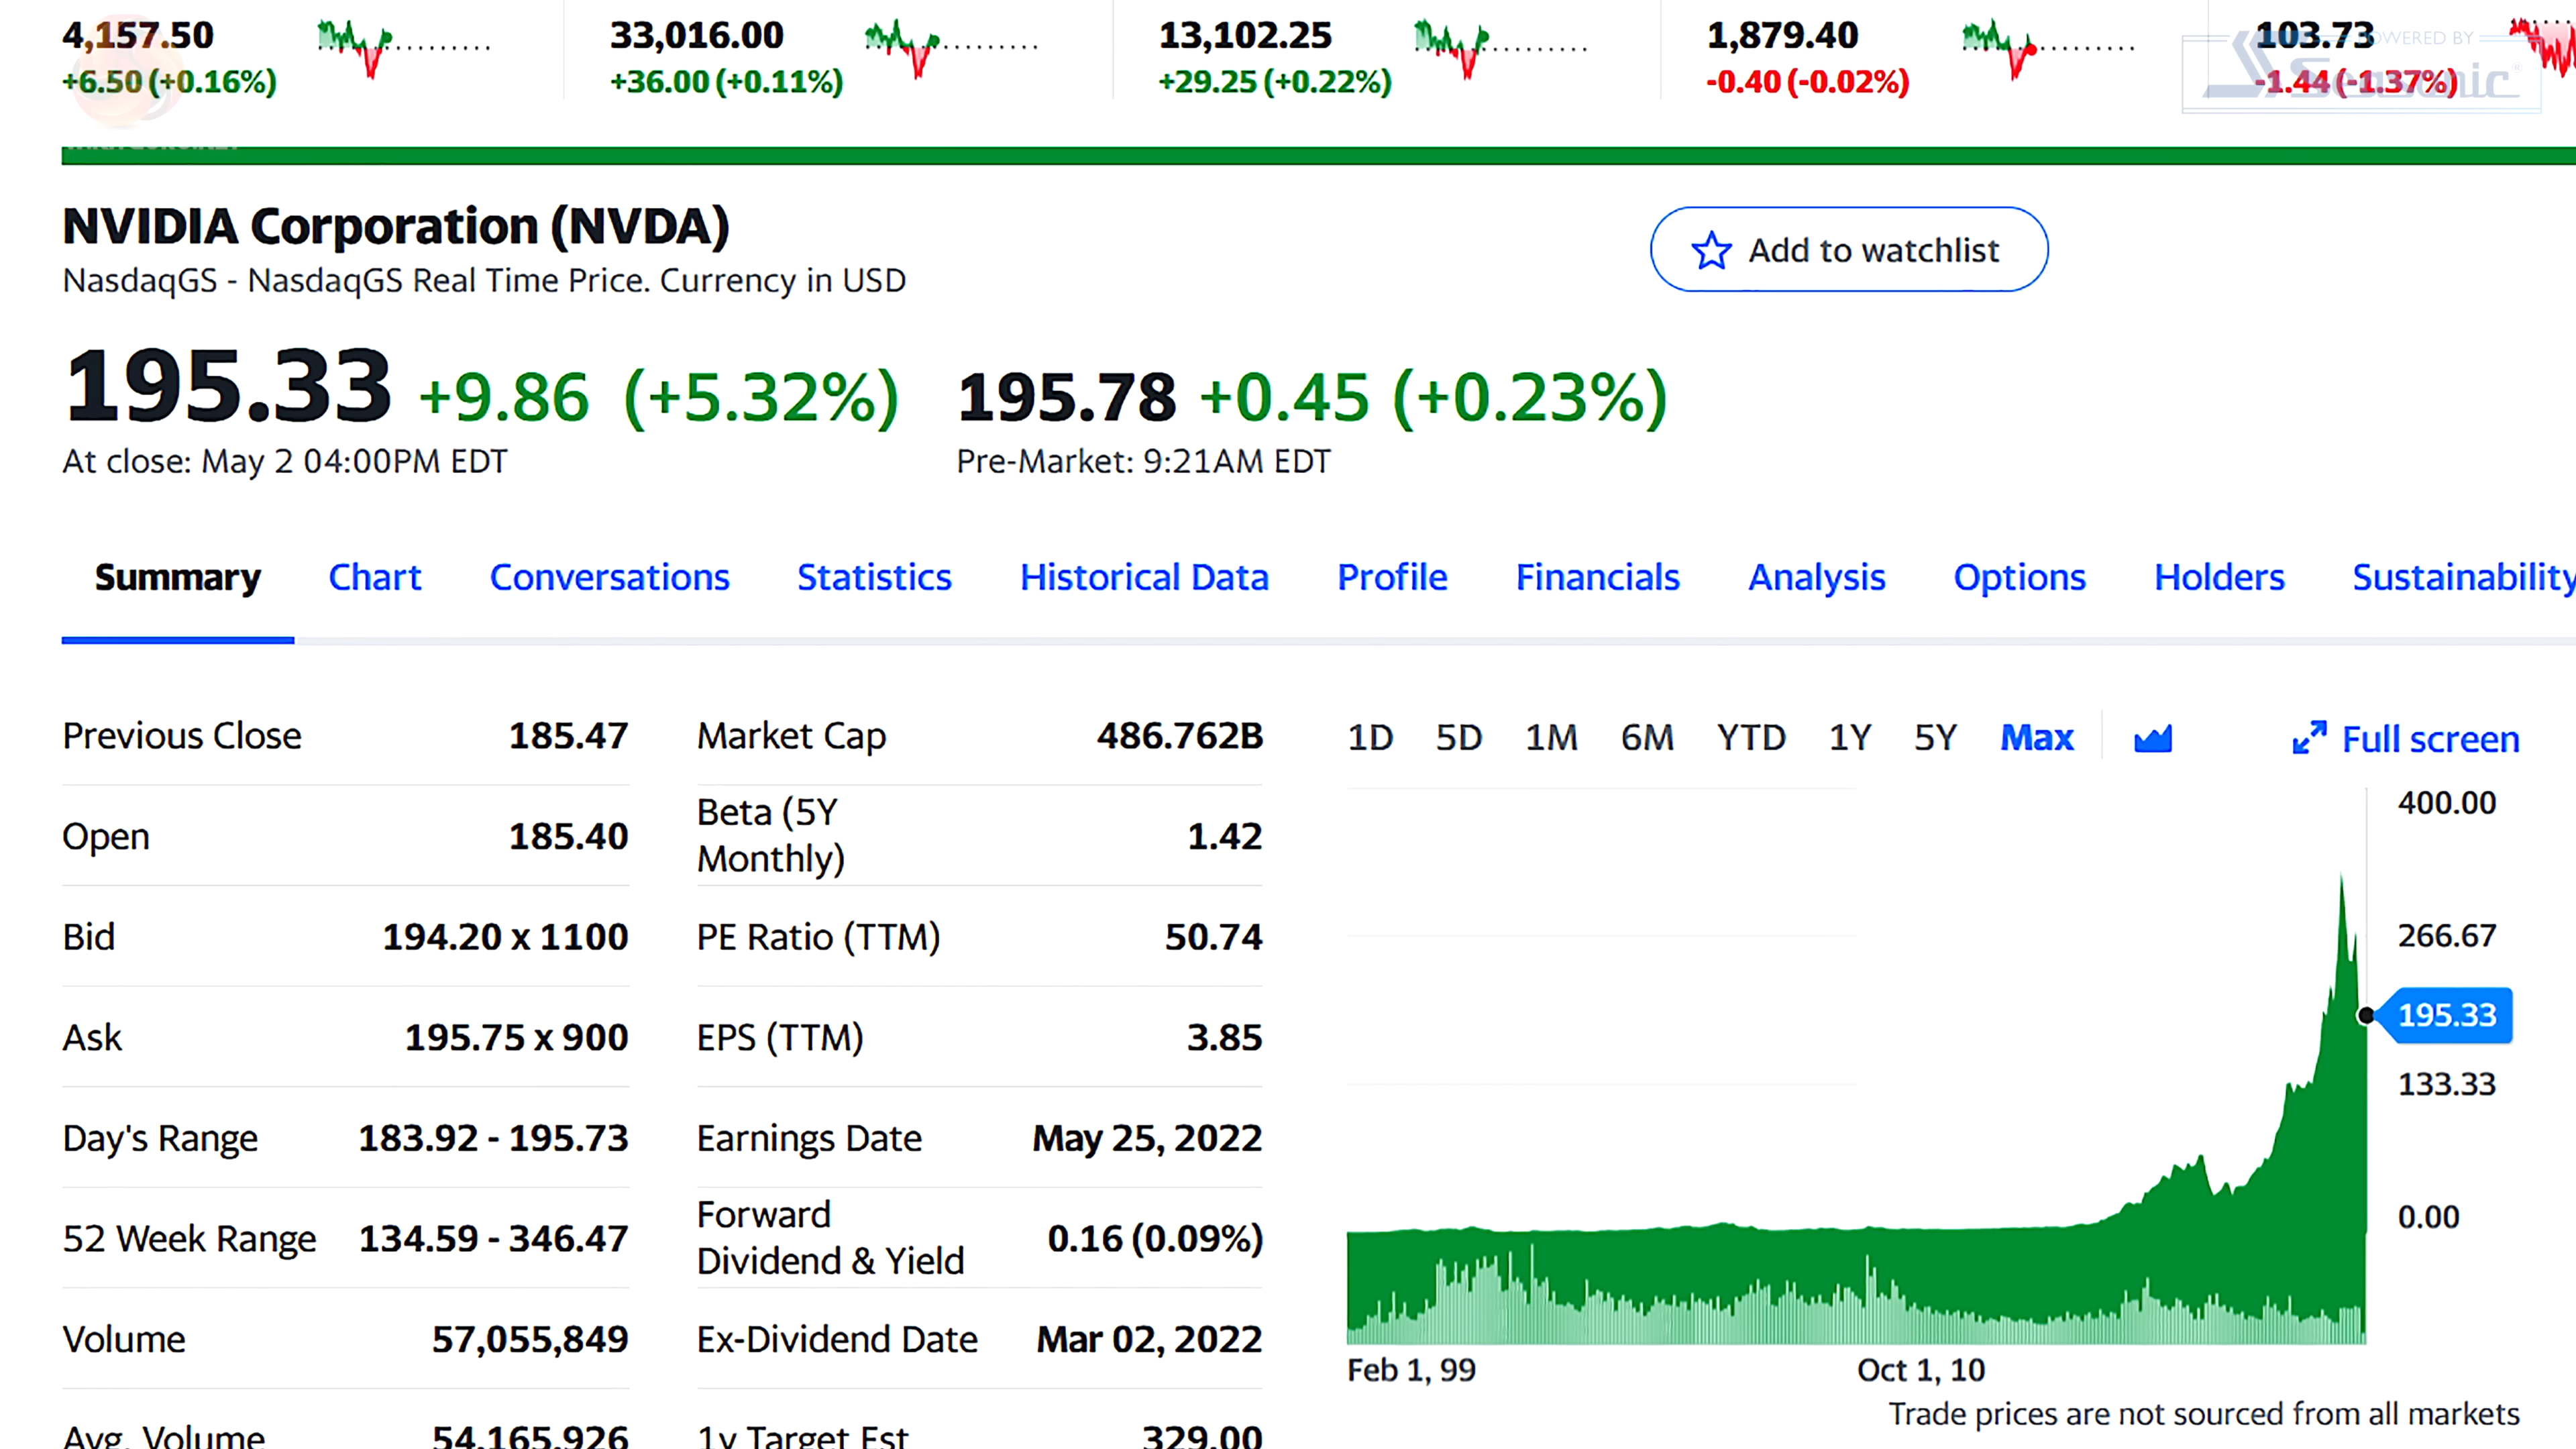 4,157.50 33,016.00 13,102.25 1,879.40 103.73 POWERED BY
+6.50 (+0.16%) +36.00 (+0.11%) +29.25 (+0.22%) -0.40 (-0.02%) -1.44 (-1.37%) Seasonic
NVIDIA Corporation (NVDA)
Add to watchlist
NasdaqGS - NasdaqGS Real Time Price. Currency in USD
195.33 +9.86 (+5.32%) 195.78 +0.45 (+0.23%)
At close: May 2 04:00PM EDT Pre-Market: 9:21AM EDT
Summary Chart Conversations Statistics Historical Data Profile Financials Analysis Options Holders Sustainability
Previous Close 185.47
Open 185.40
Bid 194.20 x 1100
Ask 195.75 x 900
Day's Range 183.92 - 195.73
52 Week Range 134.59 - 346.47
Volume 57,055,849
Avg. Volume 54,165,926
Market Cap 486.762B
Beta (5Y
Monthly) 1.42
PE Ratio (TTM) 50.74
EPS (TTM) 3.85
Earnings Date May 25, 2022
Forward
Dividend & Yield 0.16 (0.09%)
Ex-Dividend Date Mar 02, 2022
1y Target Est 329.00
1D 5D 1M 6M YTD 1Y 5Y Max Full screen
400.00
266.67
195.33
133.33
0.00
Feb 1, 99 Oct 1, 10
Trade prices are not sourced from all markets